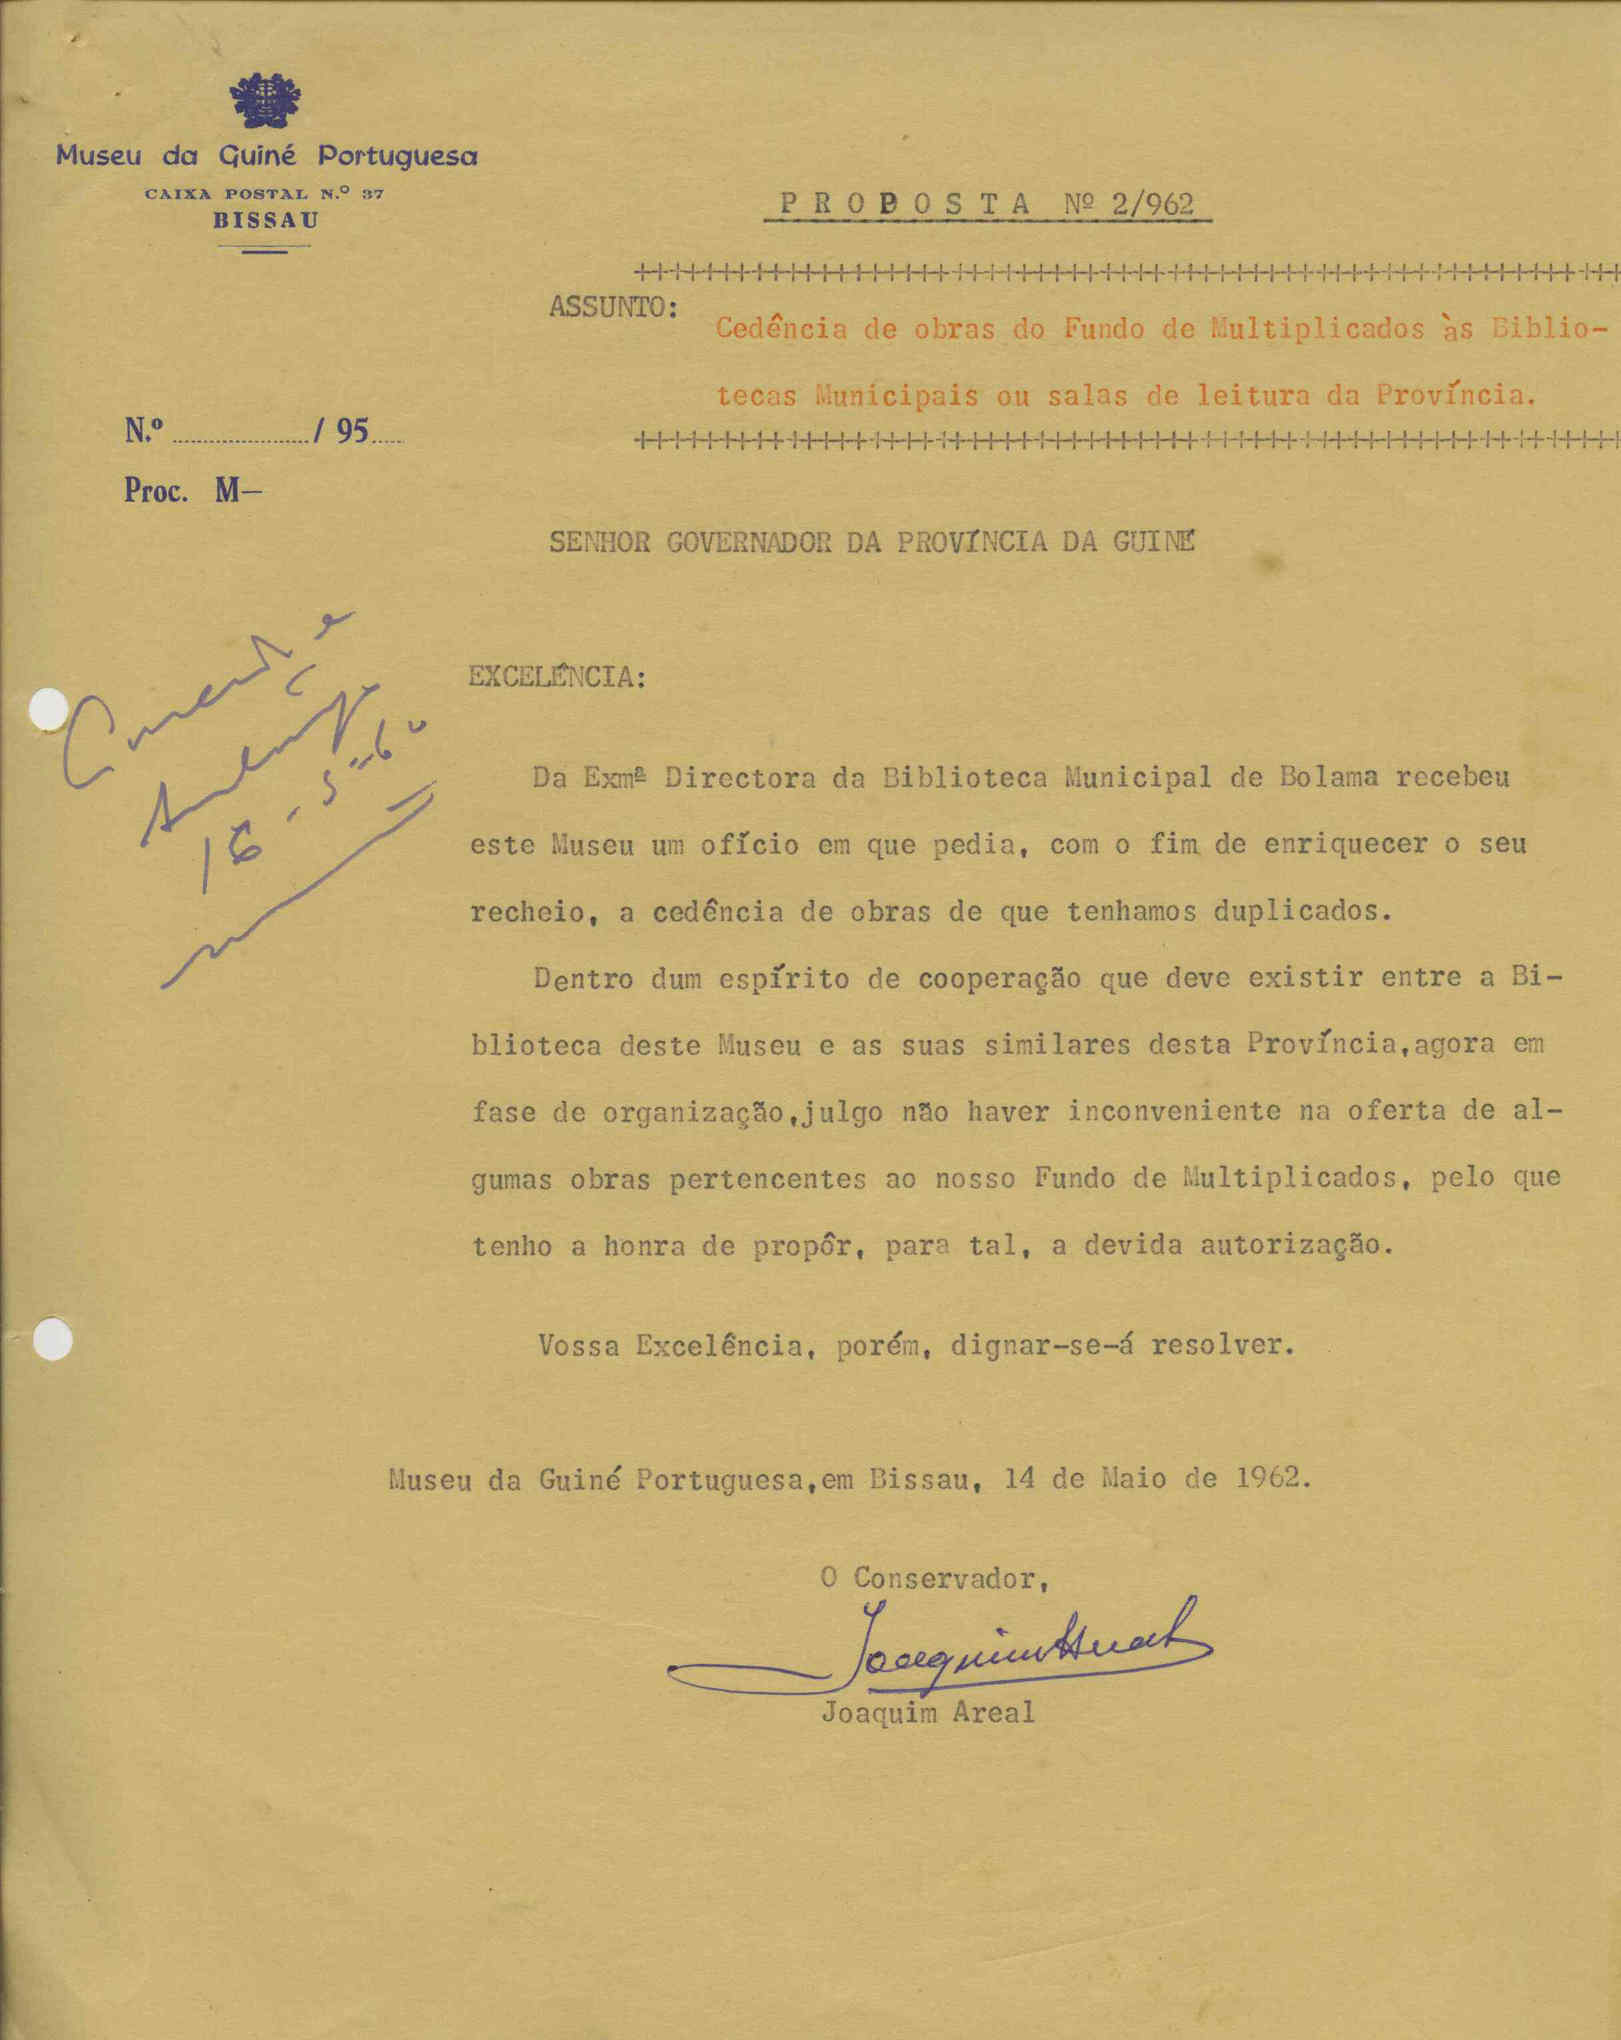 Museu da Guiné Portuguesa
CAIXA POSTAL N.º 37
BISSAU
PROPOSTA Nº 2/962
++++++++++++++++++++++++++++++++++++++++++++++++++++++++++++
ASSUNTO:
Cedência de obras do Fundo de Multiplicados às Biblio-
tecas Municipais ou salas de leitura da Província.
++++++++++++++++++++++++++++++++++++++++++++++++++++++++++++
N.º ..................../ 95.....
Proc. M—
SENHOR GOVERNADOR DA PROVÍNCIA DA GUINÉ
EXCELÊNCIA:
Da Exmª Directora da Biblioteca Municipal de Bolama recebeu
este Museu um ofício em que pedia, com o fim de enriquecer o seu
recheio, a cedência de obras de que tenhamos duplicados.
Dentro dum espírito de cooperação que deve existir entre a Bi-
blioteca deste Museu e as suas similares desta Província,agora em
fase de organização,julgo não haver inconveniente na oferta de al-
gumas obras pertencentes ao nosso Fundo de Multiplicados, pelo que
tenho a honra de propôr, para tal, a devida autorização.
Vossa Excelência, porém, dignar-se-á resolver.
Museu da Guiné Portuguesa,em Bissau, 14 de Maio de 1962.
O Conservador,
Joaquim Areal
Joaquim Areal